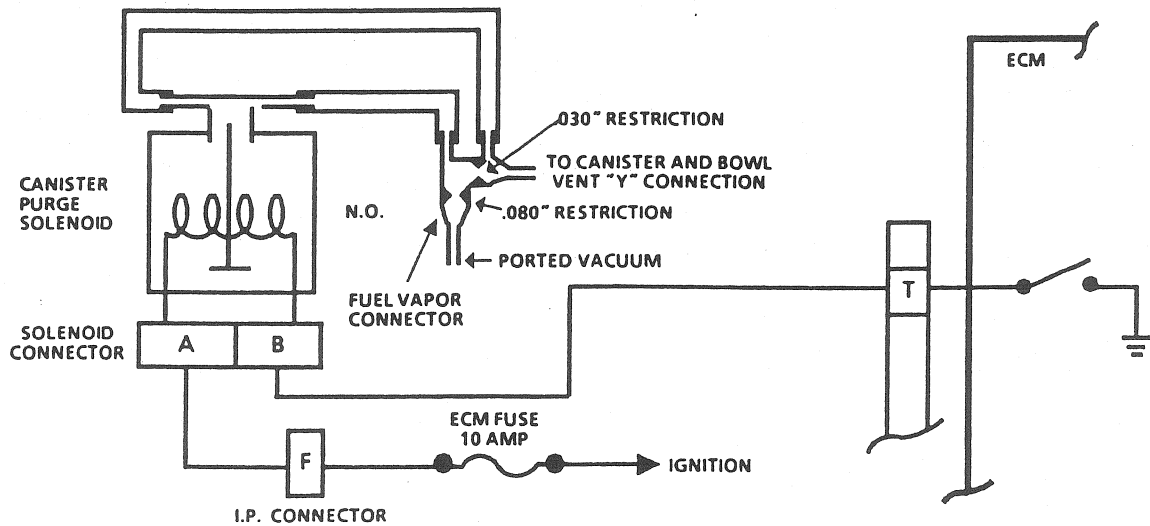 ECM
.030" RESTRICTION
TO CANISTER AND BOWL
VENT "Y" CONNECTION
CANISTER
PURGE
SOLENOID
N.O.
.080" RESTRICTION
PORTED VACUUM
FUEL VAPOR
CONNECTOR
T
SOLENOID
CONNECTOR
A
B
ECM FUSE
10 AMP
F
IGNITION
I.P. CONNECTOR